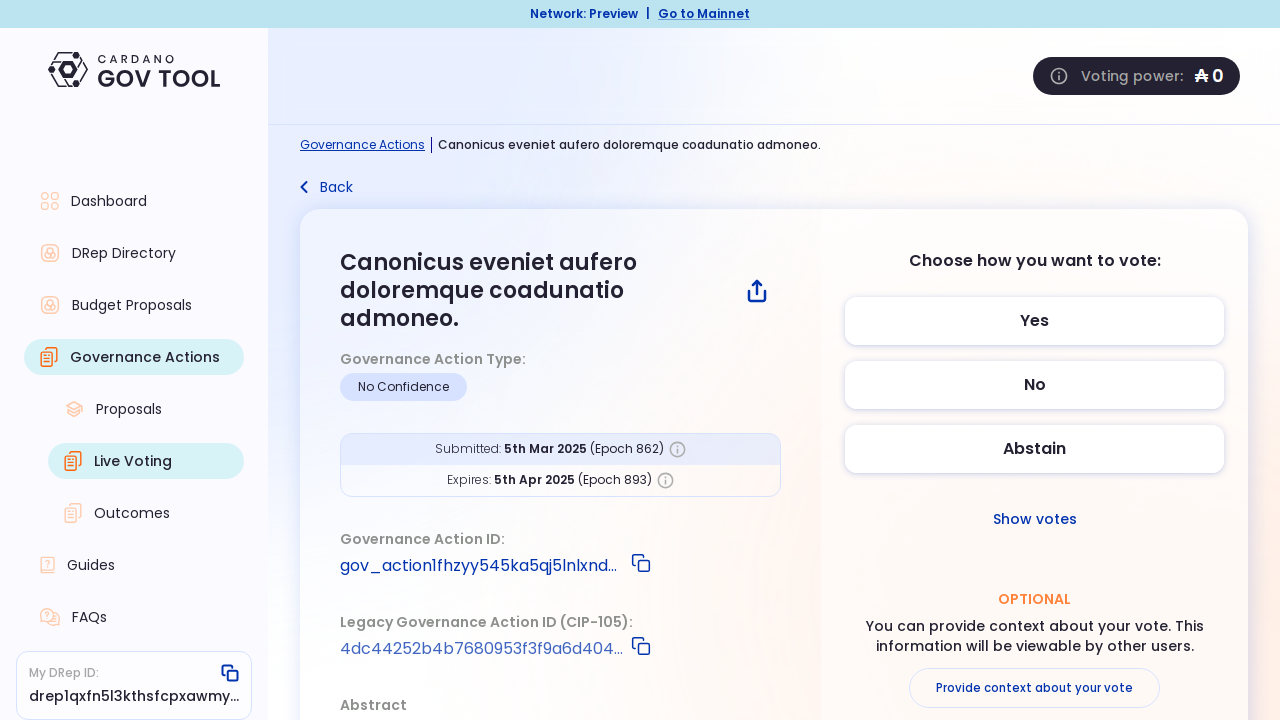 Network: Preview | Go to Mainnet
CARDANO
GOV TOOL
Voting power: ₳ 0
Governance Actions | Canonicus eveniet aufero doloremque coadunatio admoneo.
Back
Dashboard
DRep Directory
Budget Proposals
Governance Actions
Proposals
Live Voting
Outcomes
Guides
FAQs
My DRep ID:
drep1qxfn5l3kthsfcpxawmy...
Canonicus eveniet aufero
doloremque coadunatio
admoneo.
Governance Action Type:
No Confidence
Submitted: 5th Mar 2025 (Epoch 862)
Expires: 5th Apr 2025 (Epoch 893)
Governance Action ID:
gov_action1fhzyy545ka5qj5lnlxnd...
Legacy Governance Action ID (CIP-105):
4dc44252b4b7680953f3f9a6d404...
Abstract
Choose how you want to vote:
Yes
No
Abstain
Show votes
OPTIONAL
You can provide context about your vote. This
information will be viewable by other users.
Provide context about your vote